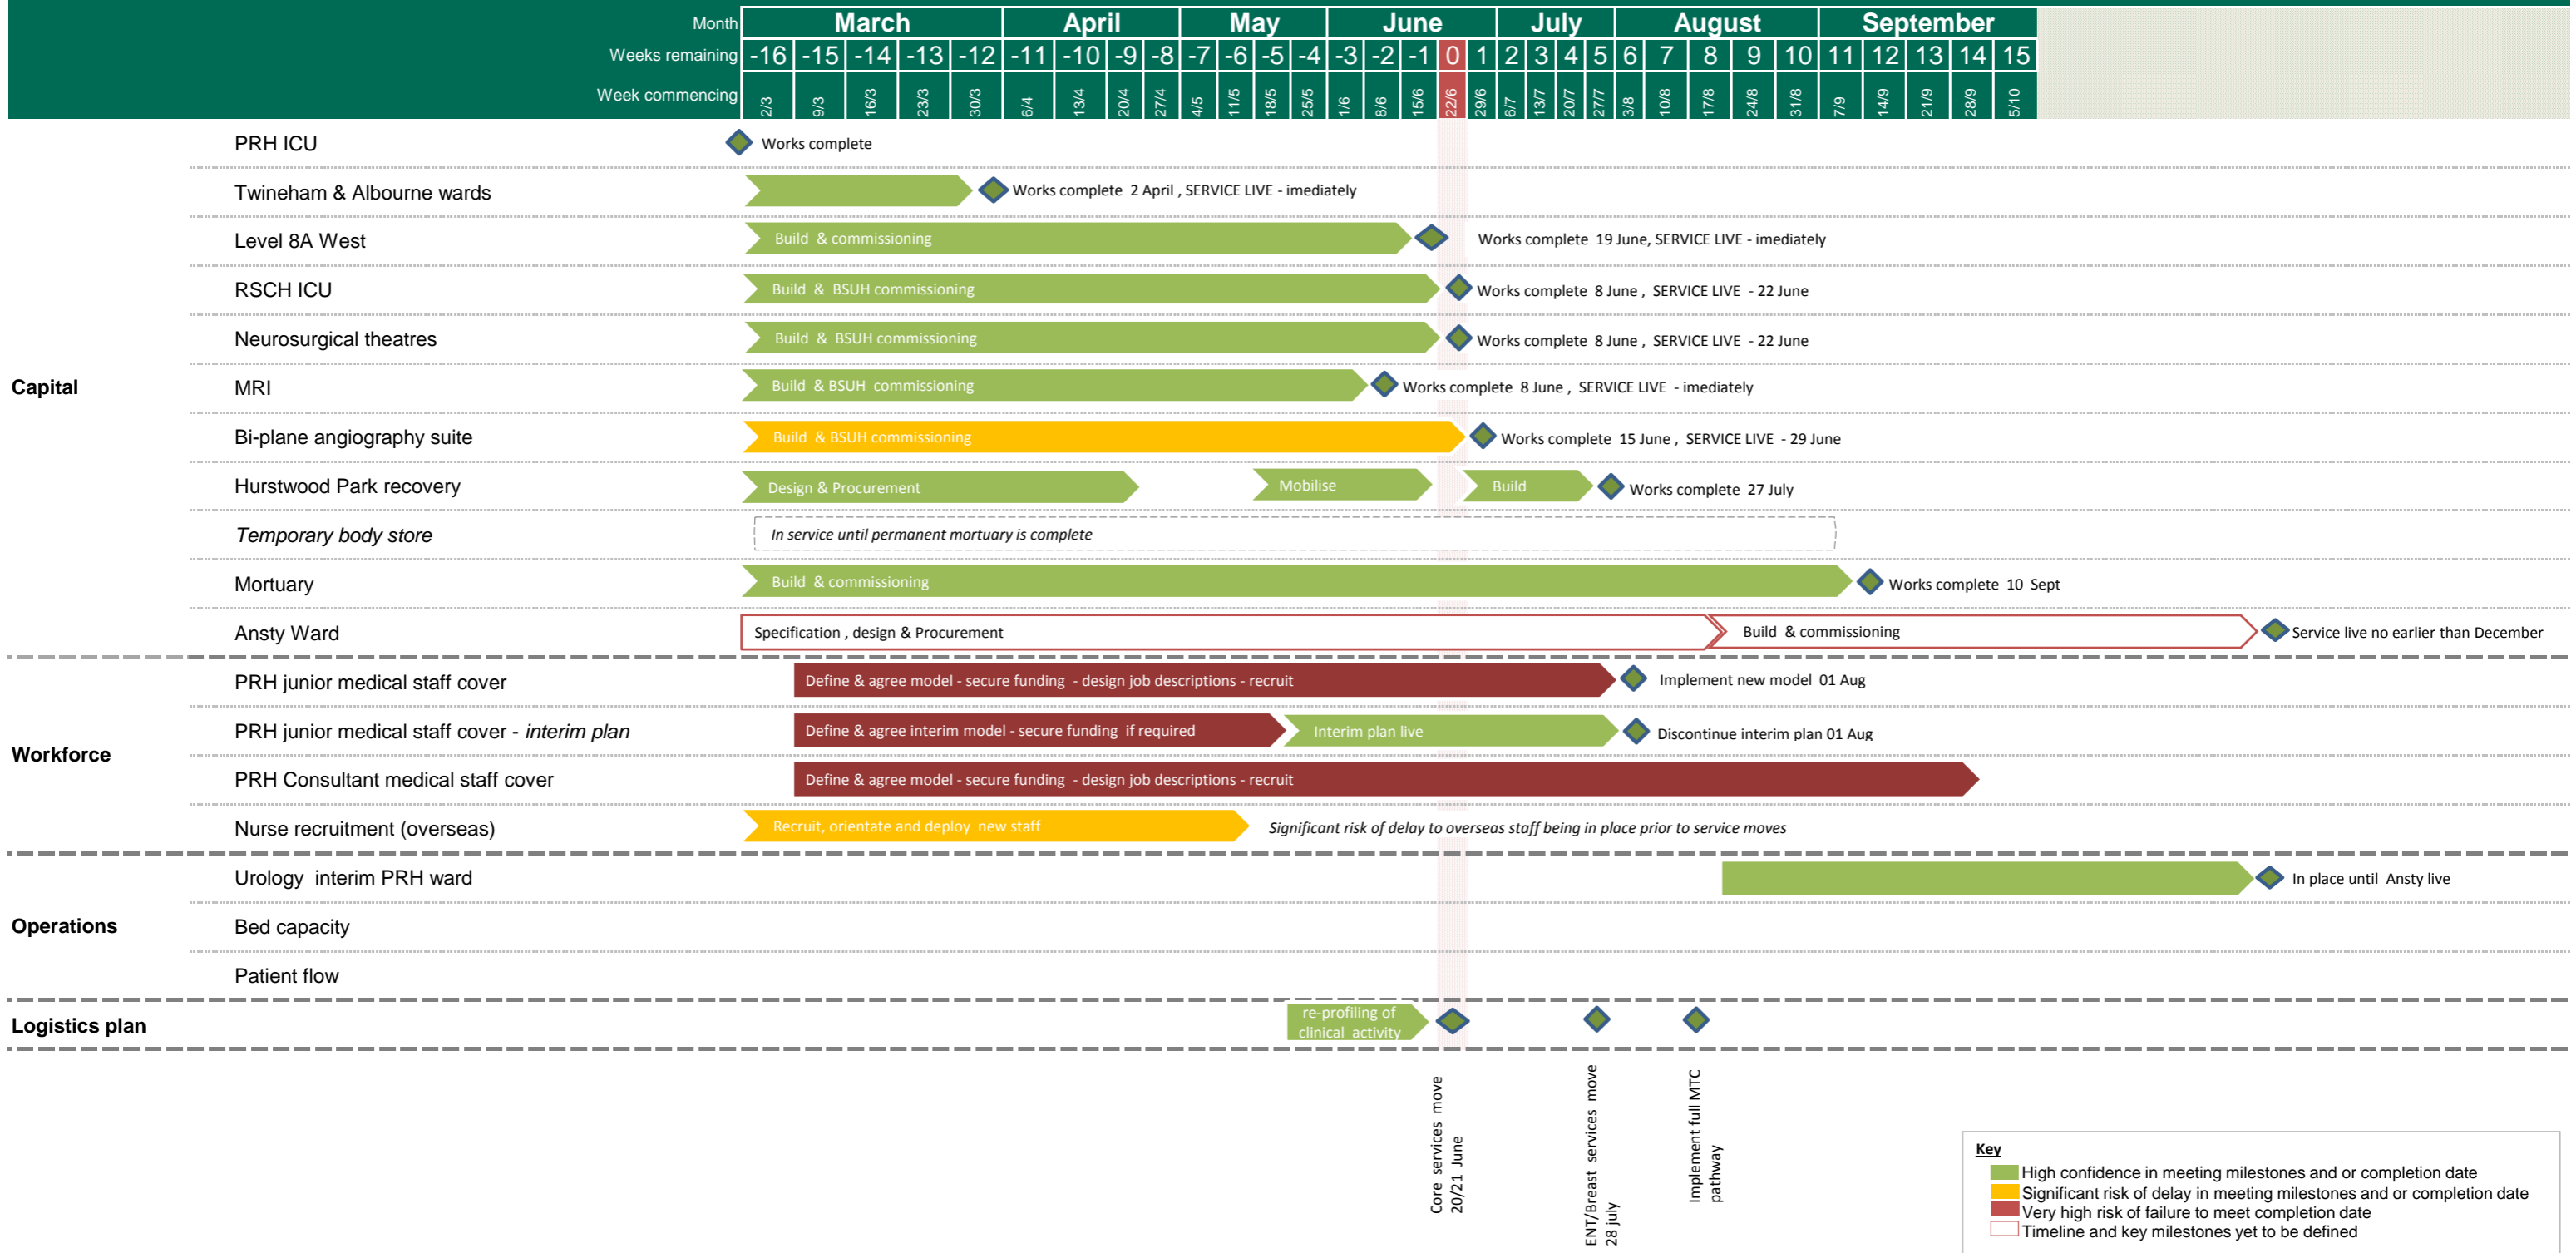 Month March April May June July August September
Weeks remaining -16 -15 -14 -13 -12 -11 -10 -9 -8 -7 -6 -5 -4 -3 -2 -1 0 1 2 3 4 5 6 7 8 9 10 11 12 13 14 15
Week commencing 2/3 9/3 16/3 23/3 30/3 6/4 13/4 20/4 27/4 4/5 11/5 18/5 25/5 1/6 8/6 15/6 22/6 29/6 6/7 13/7 20/7 27/7 3/8 10/8 17/8 24/8 31/8 7/9 14/9 21/9 28/9 5/10
Capital
PRH ICU
Works complete
Twineham & Albourne wards
Works complete 2 April , SERVICE LIVE - imediately
Level 8A West
Build & commissioning
Works complete 19 June, SERVICE LIVE - imediately
RSCH ICU
Build & BSUH commissioning
Works complete 8 June , SERVICE LIVE - 22 June
Neurosurgical theatres
Build & BSUH commissioning
Works complete 8 June , SERVICE LIVE - 22 June
MRI
Build & BSUH commissioning
Works complete 8 June , SERVICE LIVE - imediately
Bi-plane angiography suite
Build & BSUH commissioning
Works complete 15 June , SERVICE LIVE - 29 June
Hurstwood Park recovery
Design & Procurement
Mobilise
Build
Works complete 27 July
Temporary body store
In service until permanent mortuary is complete
Mortuary
Build & commissioning
Works complete 10 Sept
Ansty Ward
Specification , design & Procurement
Build & commissioning
Service live no earlier than December
Workforce
PRH junior medical staff cover
Define & agree model - secure funding - design job descriptions - recruit
Implement new model 01 Aug
PRH junior medical staff cover - interim plan
Define & agree interim model - secure funding if required
Interim plan live
Discontinue interim plan 01 Aug
PRH Consultant medical staff cover
Define & agree model - secure funding - design job descriptions - recruit
Nurse recruitment (overseas)
Recruit, orientate and deploy new staff
Significant risk of delay to overseas staff being in place prior to service moves
Operations
Urology interim PRH ward
In place until Ansty live
Bed capacity
Patient flow
Logistics plan
re-profiling of
clinical activity
Core services move
20/21 June
ENT/Breast services move
28 july
Implement full MTC
pathway
Key
High confidence in meeting milestones and or completion date
Significant risk of delay in meeting milestones and or completion date
Very high risk of failure to meet completion date
Timeline and key milestones yet to be defined